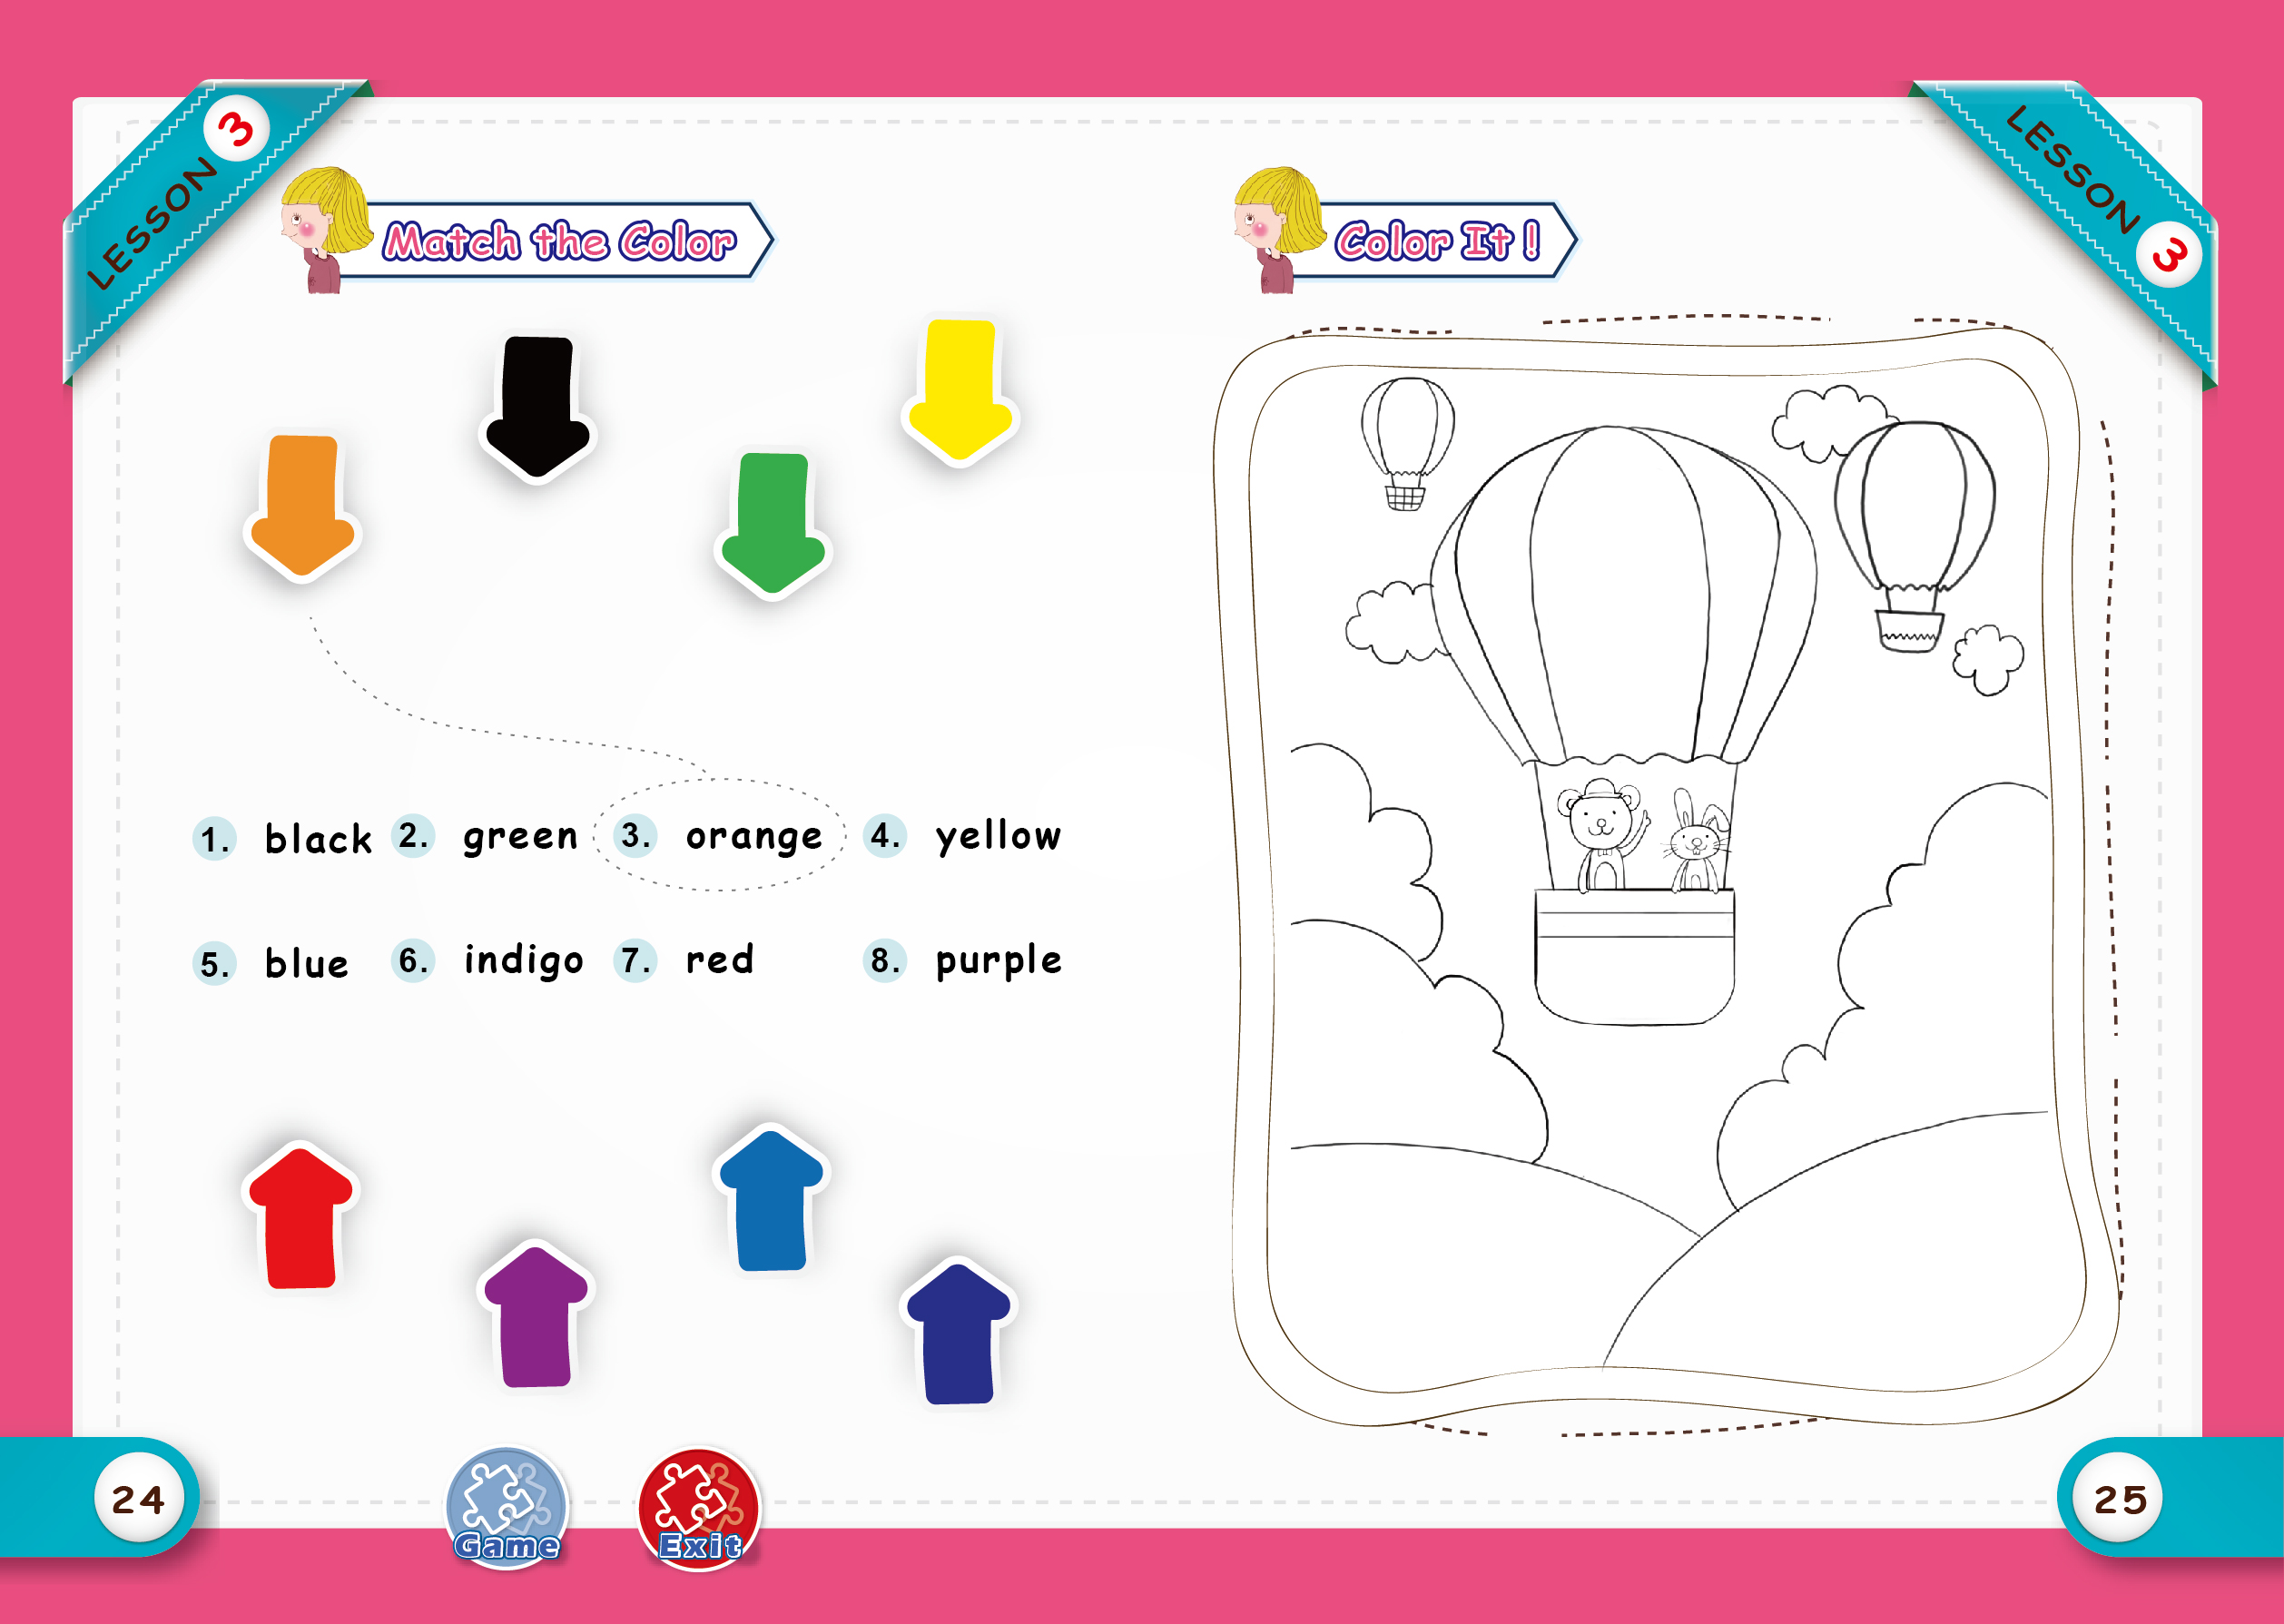 LESSON 3
Match the Color
1. black 2. green 3. orange 4. yellow
5. blue 6. indigo 7. red 8. purple
24
Game
Exit
LESSON 3
Color It !
25